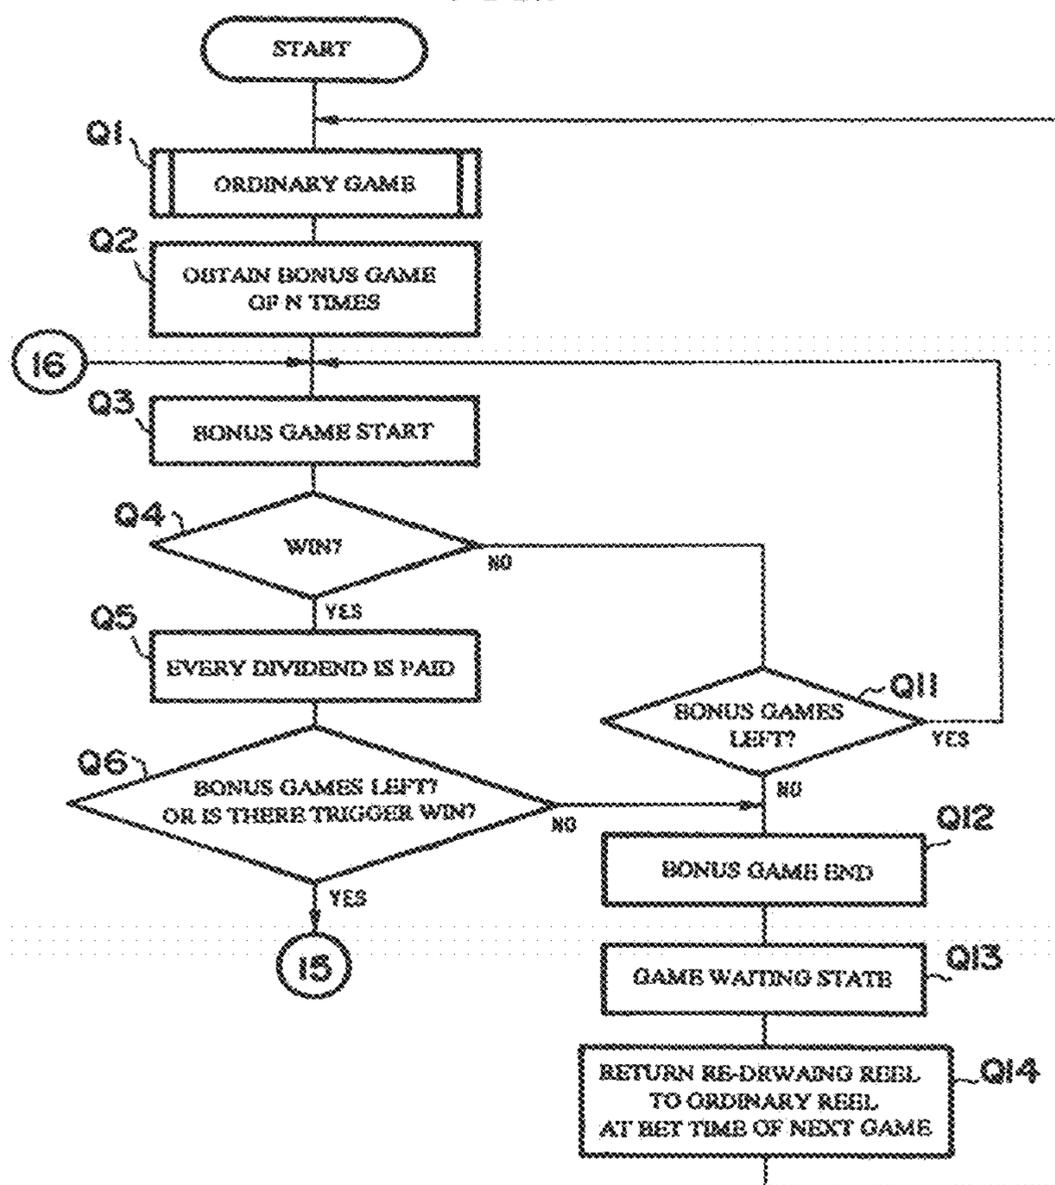 START
Q1
ORDINARY GAME
Q2
OBTAIN BONUS GAME
OF N TIMES
16
Q3
BONUS GAME START
Q4
WIN?
NO
YES
Q5
EVERY DIVIDEND IS PAID
Q11
BONUS GAMES
LEFT?
YES
NO
Q6
BONUS GAMES LEFT?
OR IS THERE TRIGGER WIN?
NO
YES
15
Q12
BONUS GAME END
Q13
GAME WAITING STATE
Q14
RETURN RE-DRWAING REEL
TO ORDINARY REEL
AT BET TIME OF NEXT GAME